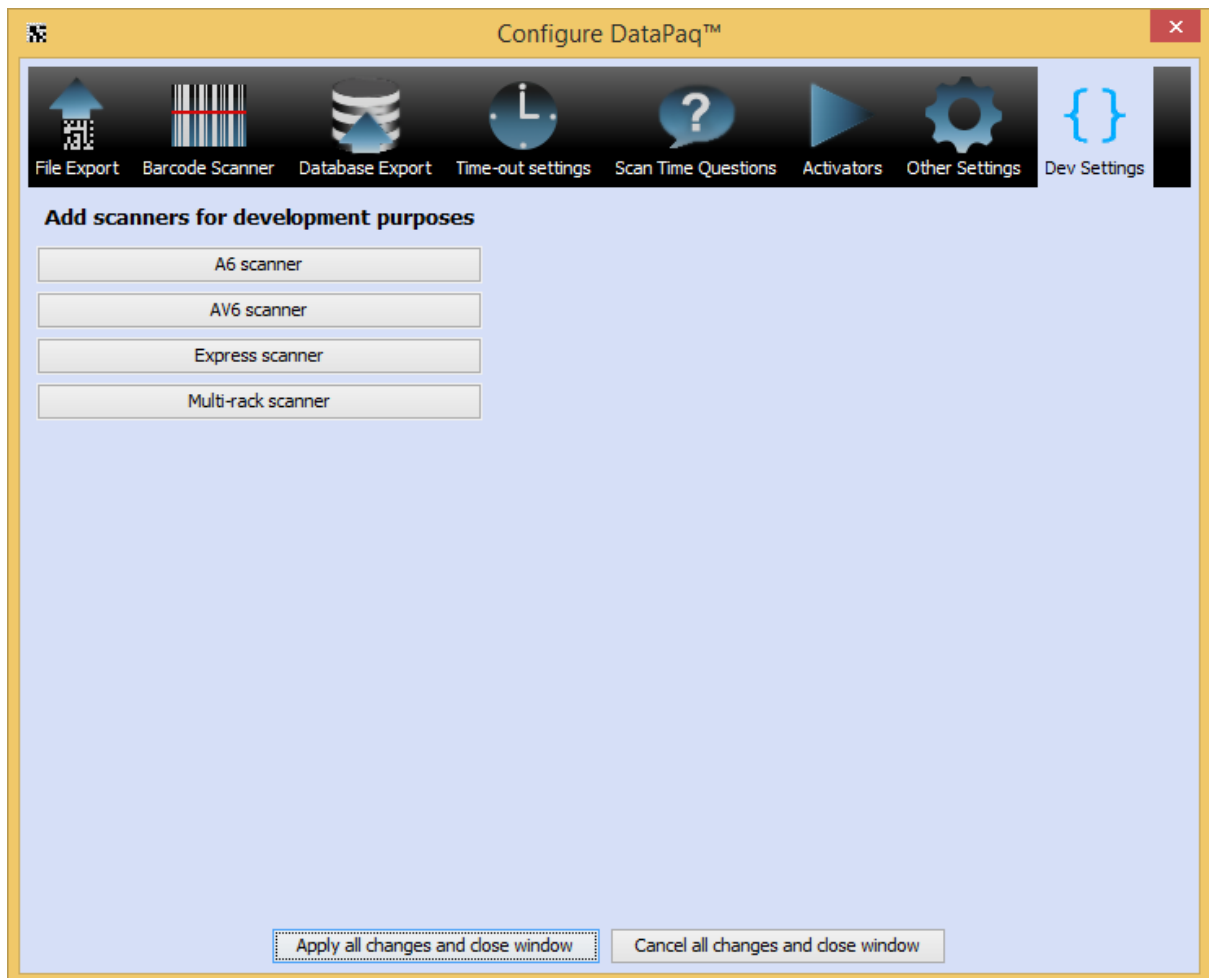 Configure DataPaq™
File Export Barcode Scanner Database Export Time-out settings Scan Time Questions Activators Other Settings Dev Settings
Add scanners for development purposes
A6 scanner
AV6 scanner
Express scanner
Multi-rack scanner
Apply all changes and close window Cancel all changes and close window